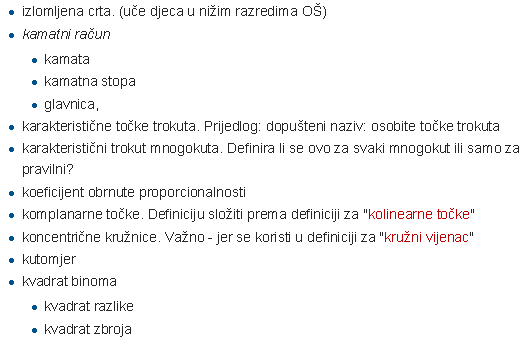 izlomljena crta. (uče djeca u nižim razredima OŠ)
kamatni račun
kamata
kamatna stopa
glavnica,
karakteristične točke trokuta. Prijedlog: dopušteni naziv: osobite točke trokuta
karakteristični trokut mnogokuta. Definira li se ovo za svaki mnogokut ili samo za
pravilni?
koeficijent obrnute proporcionalnosti
komplanarne točke. Definiciju složiti prema definiciji za "kolinearne točke"
koncentrične kružnice. Važno - jer se koristi u definiciji za "kružni vijenac"
kutomjer
kvadrat binoma
kvadrat razlike
kvadrat zbroja